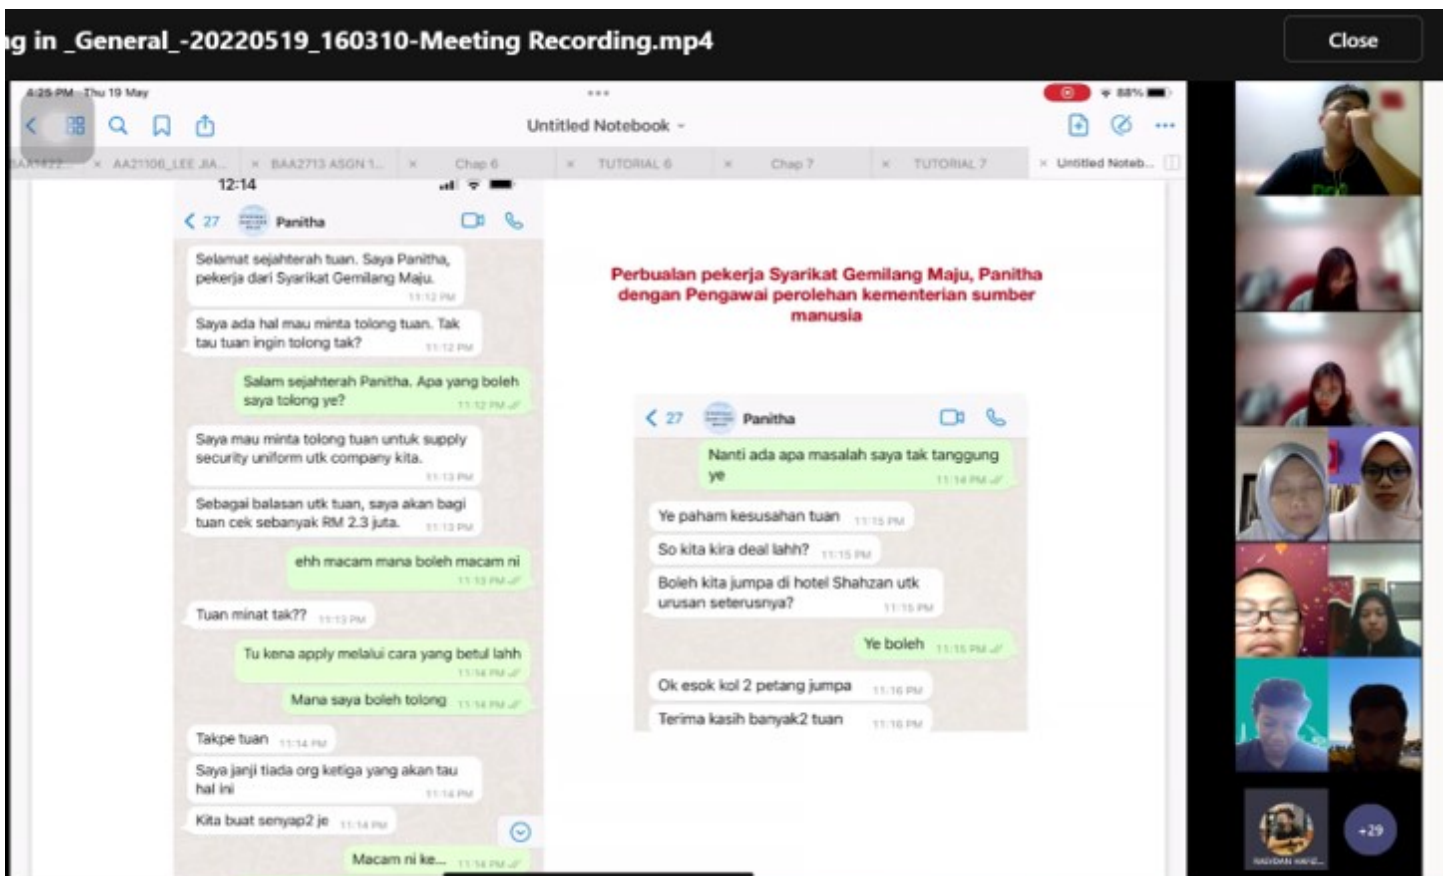 ng in _General_-20220519_160310-Meeting Recording.mp4
Close
4:25 PM Thu 19 May
88%
Untitled Notebook
AA21106_LEE JIA...
BAA2713 ASGN 1...
Chap 6
TUTORIAL 6
Chap 7
TUTORIAL 7
Untitled Noteb...
12:14
27
Panitha
Selamat sejahterah tuan. Saya Panitha,
pekerja dari Syarikat Gemilang Maju.
11:12 PM
Saya ada hal mau minta tolong tuan. Tak
tau tuan ingin tolong tak?
11:12 PM
Salam sejahterah Panitha. Apa yang boleh
saya tolong ye?
11:12 PM
Saya mau minta tolong tuan untuk supply
security uniform utk company kita.
11:13 PM
Sebagai balasan utk tuan, saya akan bagi
tuan cek sebanyak RM 2.3 juta.
11:13 PM
ehh macam mana boleh macam ni
11:13 PM
Tuan minat tak??
11:13 PM
Tu kena apply melalui cara yang betul lahh
11:14 PM
Mana saya boleh tolong
11:14 PM
Takpe tuan
11:14 PM
Saya janji tiada org ketiga yang akan tau
hal ini
11:14 PM
Kita buat senyap2 je
11:14 PM
Macam ni ke...
11:14 PM
Perbualan pekerja Syarikat Gemilang Maju, Panitha
dengan Pengawai perolehan kementerian sumber
manusia
27
Panitha
Nanti ada apa masalah saya tak tanggung
ye
11:14 PM
Ye paham kesusahan tuan
11:15 PM
So kita kira deal lahh?
11:15 PM
Boleh kita jumpa di hotel Shahzan utk
urusan seterusnya?
11:15 PM
Ye boleh
11:15 PM
Ok esok kol 2 petang jumpa
11:16 PM
Terima kasih banyak2 tuan
11:16 PM
+29